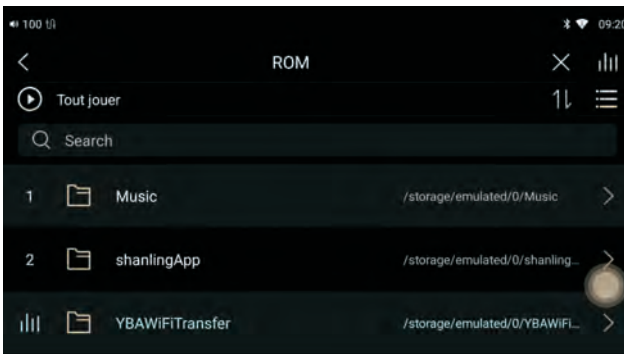 100
09:20
ROM
Tout jouer
Search
1 Music /storage/emulated/0/Music
2 shanlingApp /storage/emulated/0/shanling...
YBAWiFiTransfer /storage/emulated/0/YBAWiFi...